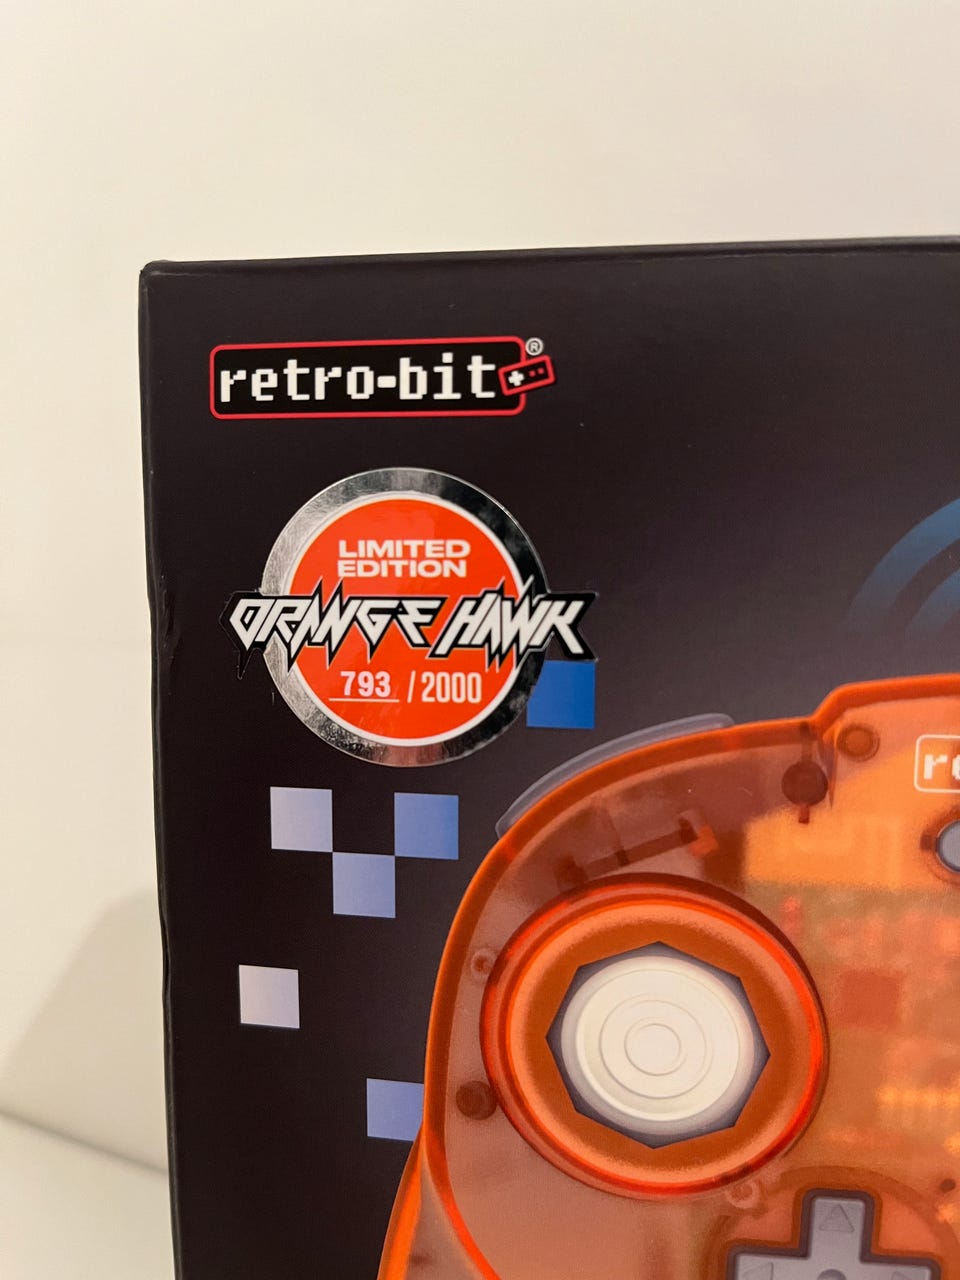 retro-bit®
LIMITED
EDITION
ORANGE HAWK
793 / 2000